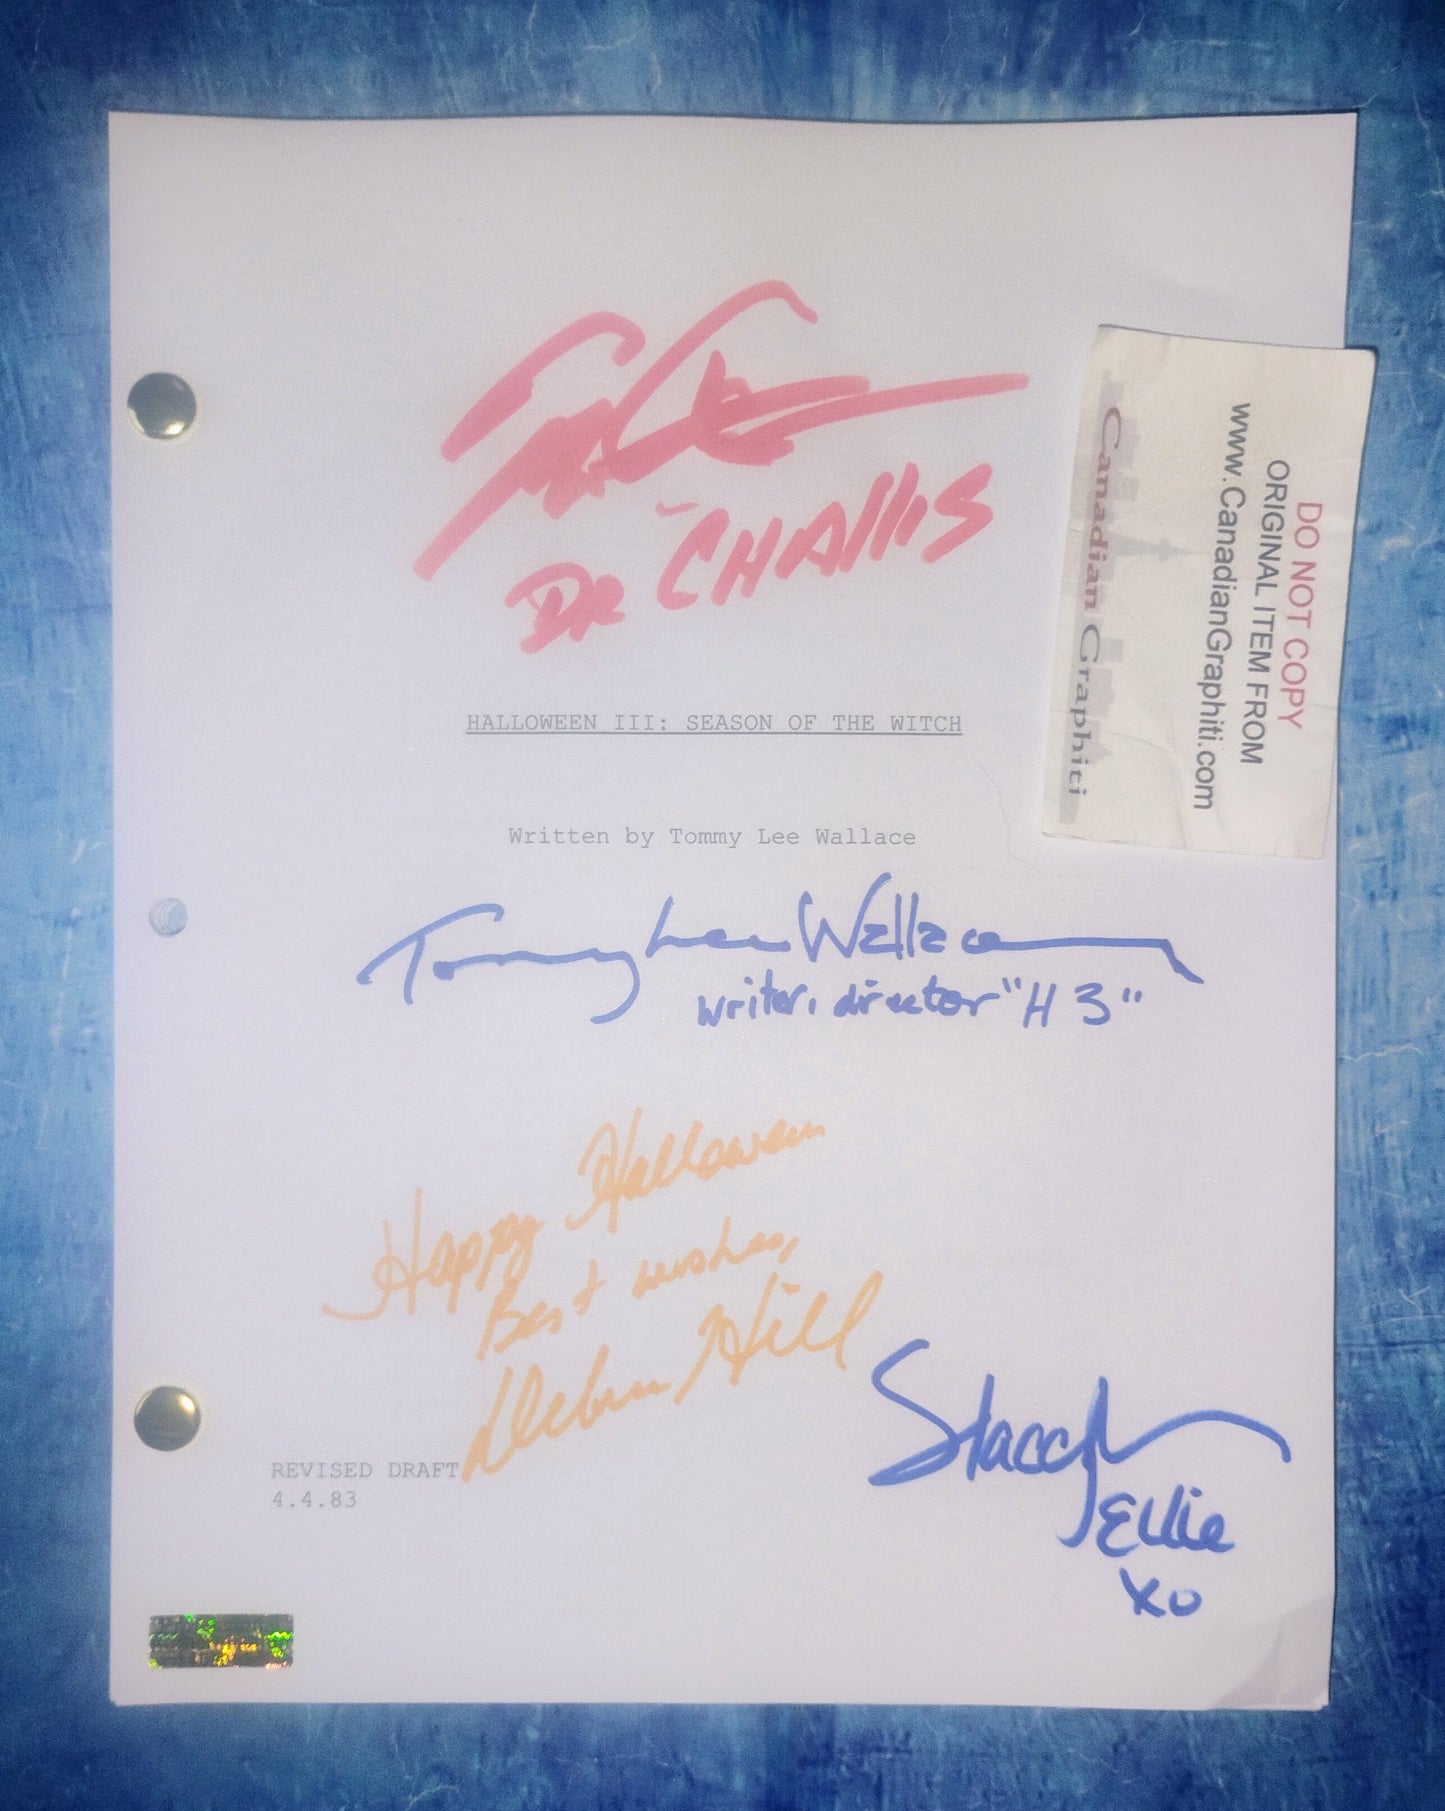 Dr CHAllis
HALLOWEEN III: SEASON OF THE WITCH
Written by Tommy Lee Wallace
Tommy Lee Wallace
writer, director "H 3"
Happy Halloween
Best wishes,
Debra Hill
REVISED DRAFT
4.4.83
Stacey
Ellie
xo
DO NOT COPY
ORIGINAL ITEM FROM
www.CanadianGraphiti.com
Canadian Graphiti